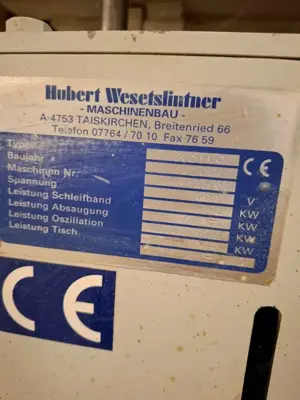 Hubert Wesetslintner
- MASCHINENBAU -
A-4753 TAISKIRCHEN, Breitenried 66
Telefon 07764 / 70 10 Fax 76 59
Type
Baujahr
Maschinen Nr.
Spannung V
Leistung Schleifband KW
Leistung Absaugung KW
Leistung Oszillation KW
Leistung Tisch KW
CE
CE